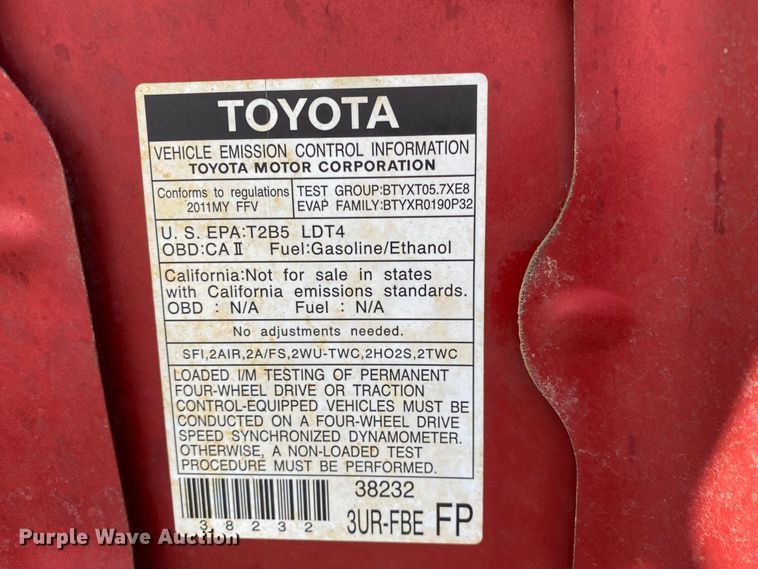 TOYOTA
VEHICLE EMISSION CONTROL INFORMATION
TOYOTA MOTOR CORPORATION
Conforms to regulations
2011MY FFV
TEST GROUP:BTYXT05.7XE8
EVAP FAMILY:BTYXR0190P32
U. S. EPA:T2B5 LDT4
OBD:CAⅡ Fuel:Gasoline/Ethanol
California:Not for sale in states
with California emissions standards.
OBD : N/A Fuel : N/A
No adjustments needed.
SFI,2AIR,2A/FS,2WU-TWC,2HO2S,2TWC
LOADED I/M TESTING OF PERMANENT
FOUR-WHEEL DRIVE OR TRACTION
CONTROL-EQUIPPED VEHICLES MUST BE
CONDUCTED ON A FOUR-WHEEL DRIVE
SPEED SYNCHRONIZED DYNAMOMETER.
OTHERWISE, A NON-LOADED TEST
PROCEDURE MUST BE PERFORMED.
38232
38232
3UR-FBE FP
Purple Wave Auction